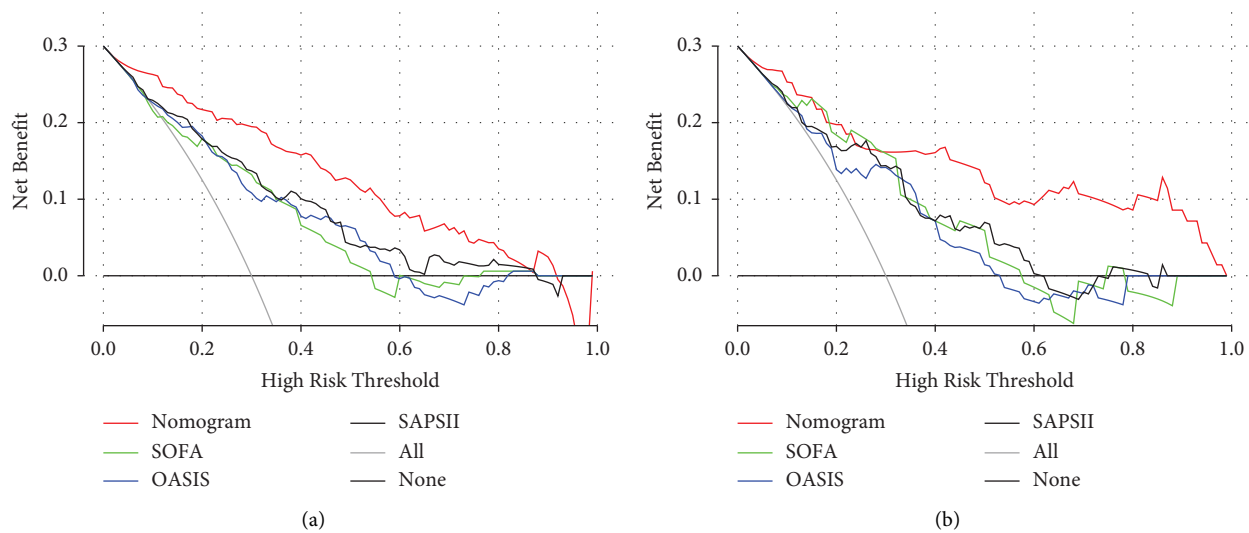 0.3
0.2
0.1
0.0
Net Benefit
0.0 0.2 0.4 0.6 0.8 1.0
High Risk Threshold
Nomogram
SOFA
OASIS
SAPSII
All
None
(a)
0.3
0.2
0.1
0.0
Net Benefit
0.0 0.2 0.4 0.6 0.8 1.0
High Risk Threshold
Nomogram
SOFA
OASIS
SAPSII
All
None
(b)